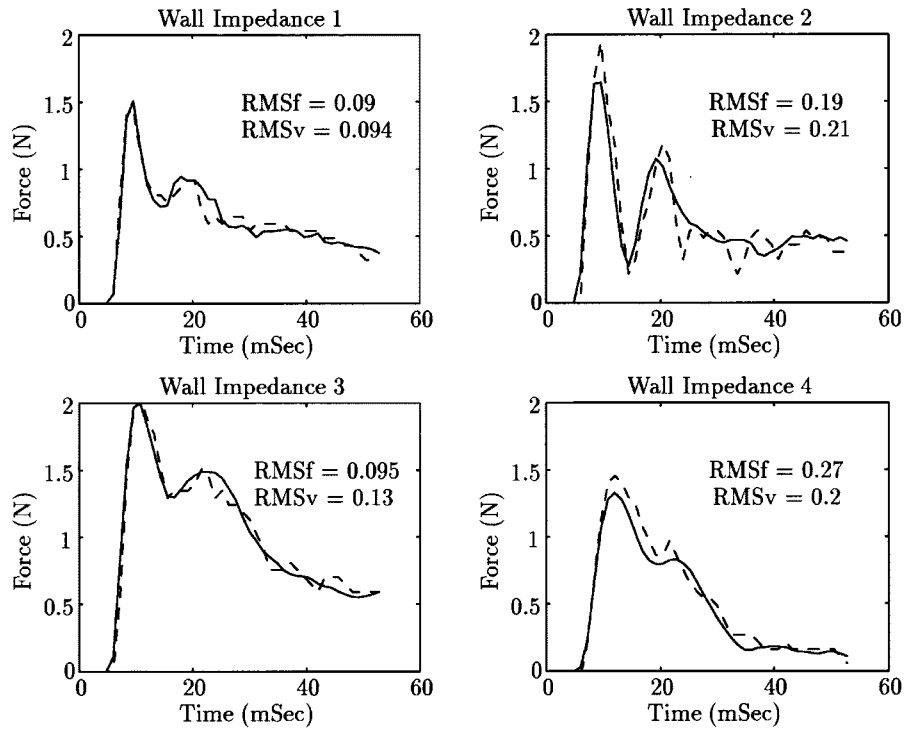 Wall Impedance 1
2
1.5
1
0.5
0
Force (N)
RMSf = 0.09
RMSv = 0.094
0
20
40
60
Time (mSec)
Wall Impedance 2
2
1.5
1
0.5
0
Force (N)
RMSf = 0.19
RMSv = 0.21
0
20
40
60
Time (mSec)
Wall Impedance 3
2
1.5
1
0.5
0
Force (N)
RMSf = 0.095
RMSv = 0.13
0
20
40
60
Time (mSec)
Wall Impedance 4
2
1.5
1
0.5
0
Force (N)
RMSf = 0.27
RMSv = 0.2
0
20
40
60
Time (mSec)